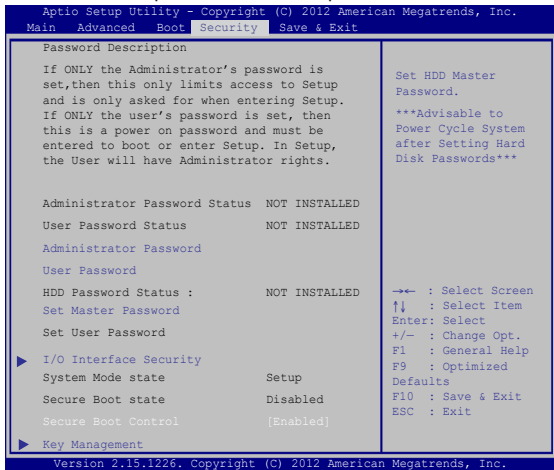 Aptio Setup Utility - Copyright (C) 2012 American Megatrends, Inc.
Main Advanced Boot Security Save & Exit
Password Description
If ONLY the Administrator's password is
set,then this only limits access to Setup
and is only asked for when entering Setup.
If ONLY the user's password is set, then
this is a power on password and must be
entered to boot or enter Setup. In Setup,
the User will have Administrator rights.
Administrator Password Status NOT INSTALLED
User Password Status NOT INSTALLED
Administrator Password
User Password
HDD Password Status : NOT INSTALLED
Set Master Password
Set User Password
I/O Interface Security
System Mode state Setup
Secure Boot state Disabled
Secure Boot Control [Enabled]
Key Management
Set HDD Master
Password.
***Advisable to
Power Cycle System
after Setting Hard
Disk Passwords***
→← : Select Screen
↑↓ : Select Item
Enter: Select
+/— : Change Opt.
F1 : General Help
F9 : Optimized
Defaults
F10 : Save & Exit
ESC : Exit
Version 2.15.1226. Copyright (C) 2012 American Megatrends, Inc.